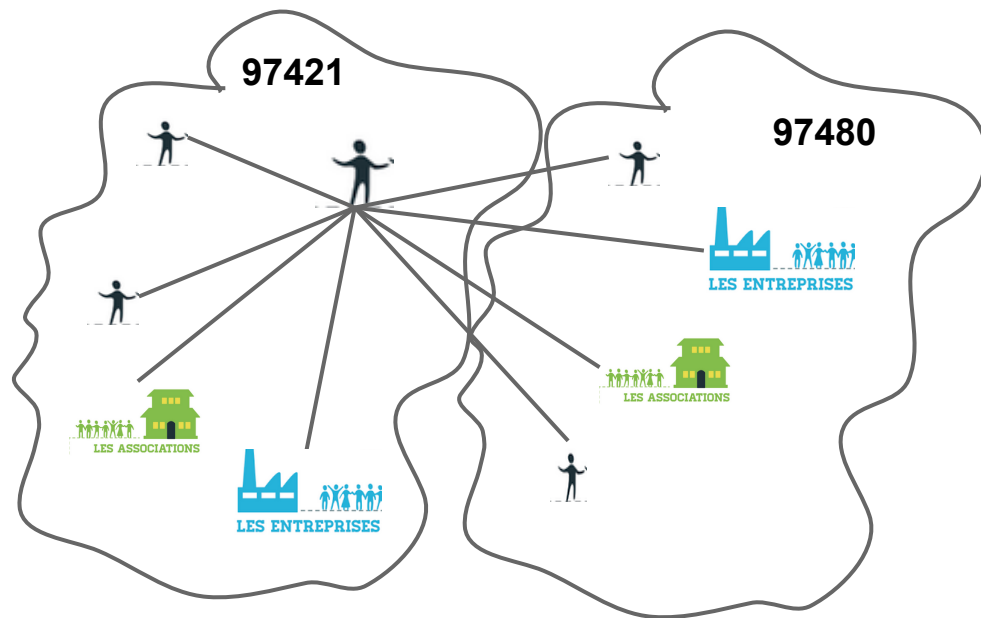 97421
97480
LES ENTREPRISES
LES ASSOCIATIONS
LES ASSOCIATIONS
LES ENTREPRISES